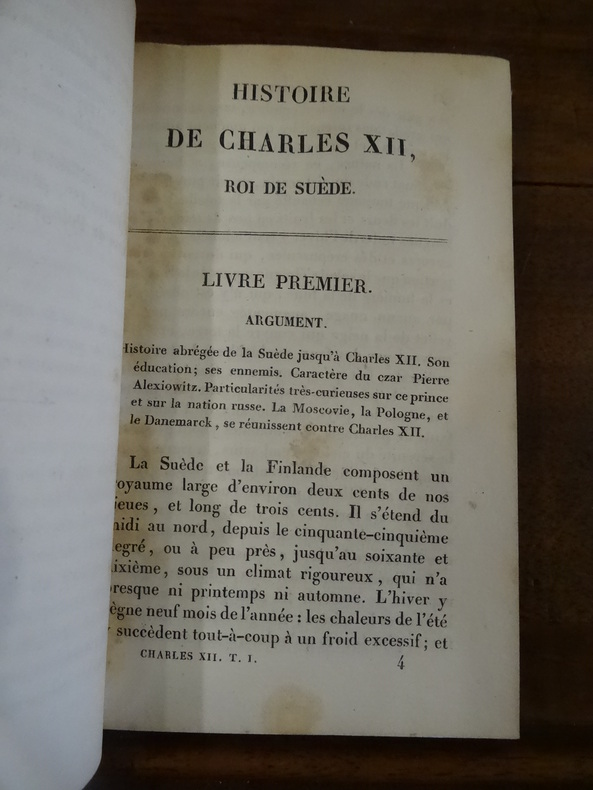 HISTOIRE
DE CHARLES XII,
ROI DE SUÈDE.
LIVRE PREMIER.
ARGUMENT.
Histoire abrégée de la Suède jusqu'à Charles XII. Son
éducation; ses ennemis. Caractère du czar Pierre
Alexiowitz. Particularités très-curieuses sur ce prince
et sur la nation russe. La Moscovie, la Pologne, et
le Danemarck, se réunissent contre Charles XII.
La Suède et la Finlande composent un
royaume large d'environ deux cents de nos
lieues, et long de trois cents. Il s'étend du
midi au nord, depuis le cinquante-cinquième
degré, ou à peu près, jusqu'au soixante et
dixième, sous un climat rigoureux, qui n'a
presque ni printemps ni automne. L'hiver y
règne neuf mois de l'année: les chaleurs de l'été
succèdent tout-à-coup à un froid excessif; et
CHARLES XII. T. I. 4